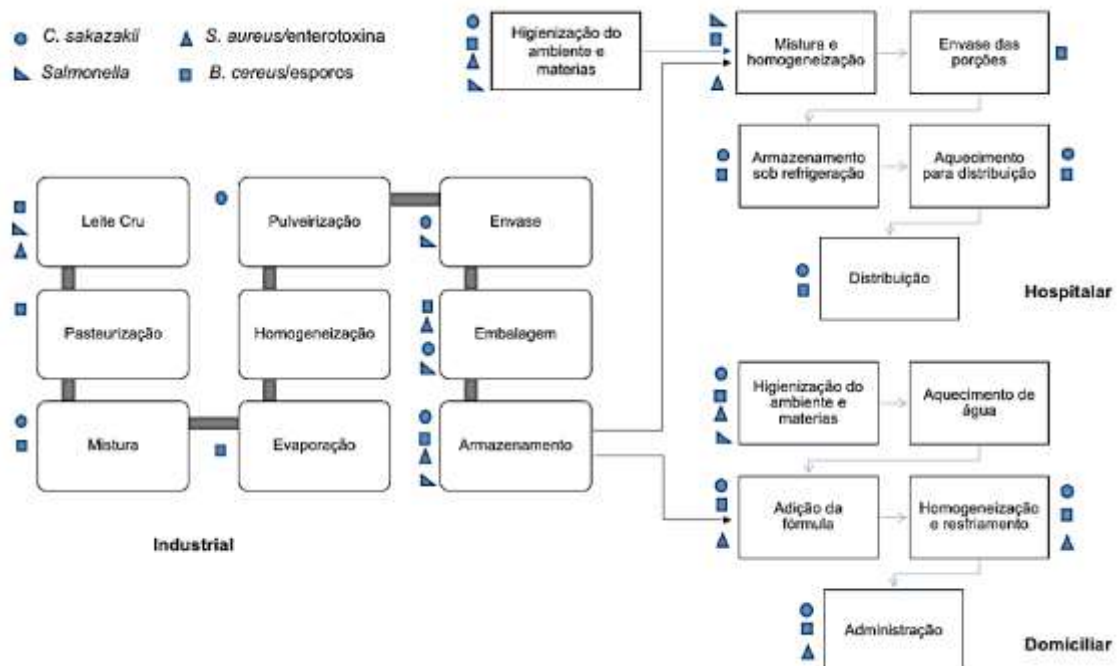 C. sakazakii
S. aureus/enterotoxina
Salmonella
B. cereus/esporos
Higienização do
ambiente e
materias
Mistura e
homogeneização
Envase das
porções
Armazenamento
sob refrigeração
Aquecimento
para distribuição
Distribuição
Hospitalar
Leite Cru
Pulveirização
Envase
Pasteurização
Homogeneização
Embalagem
Mistura
Evaporação
Armazenamento
Industrial
Higienização do
ambiente e
materias
Aquecimento de
água
Adição da
fórmula
Homogeneização
e resfriamento
Administração
Domiciliar